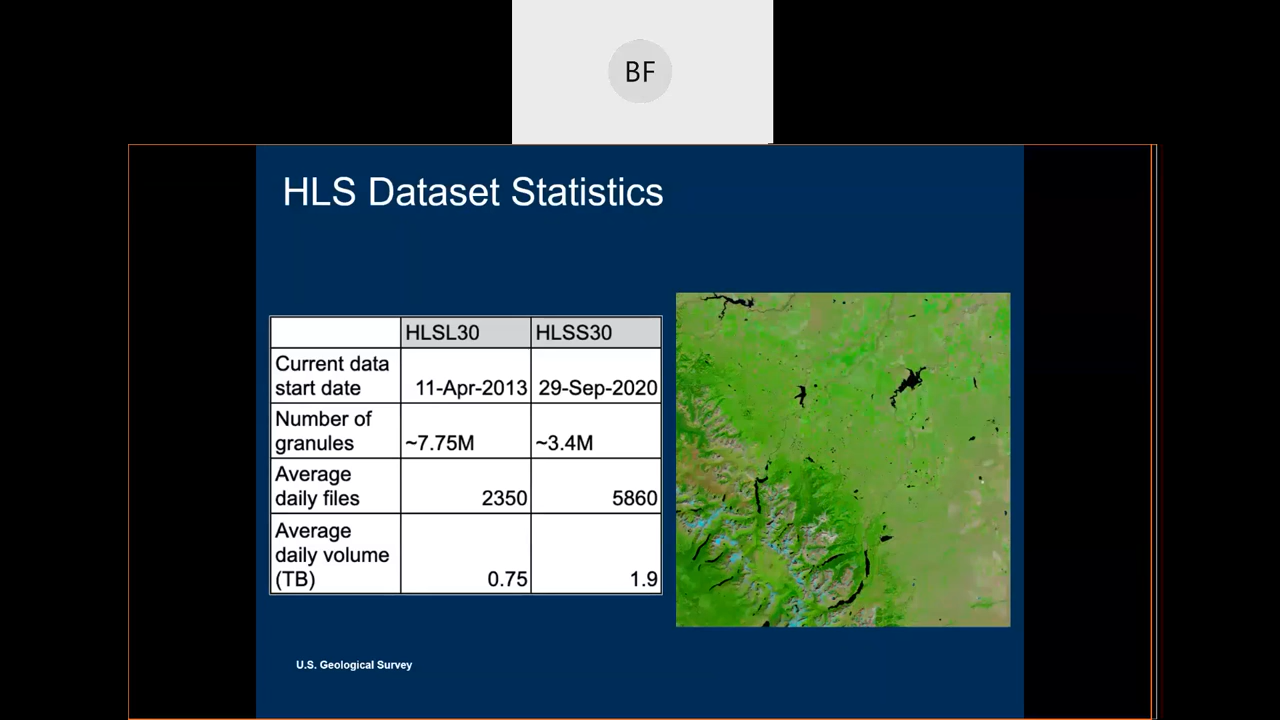 BF
HLS Dataset Statistics
HLSL30 HLSS30
Current data
start date 11-Apr-2013 29-Sep-2020
Number of
granules ~7.75M ~3.4M
Average
daily files 2350 5860
Average
daily volume
(TB) 0.75 1.9
U.S. Geological Survey